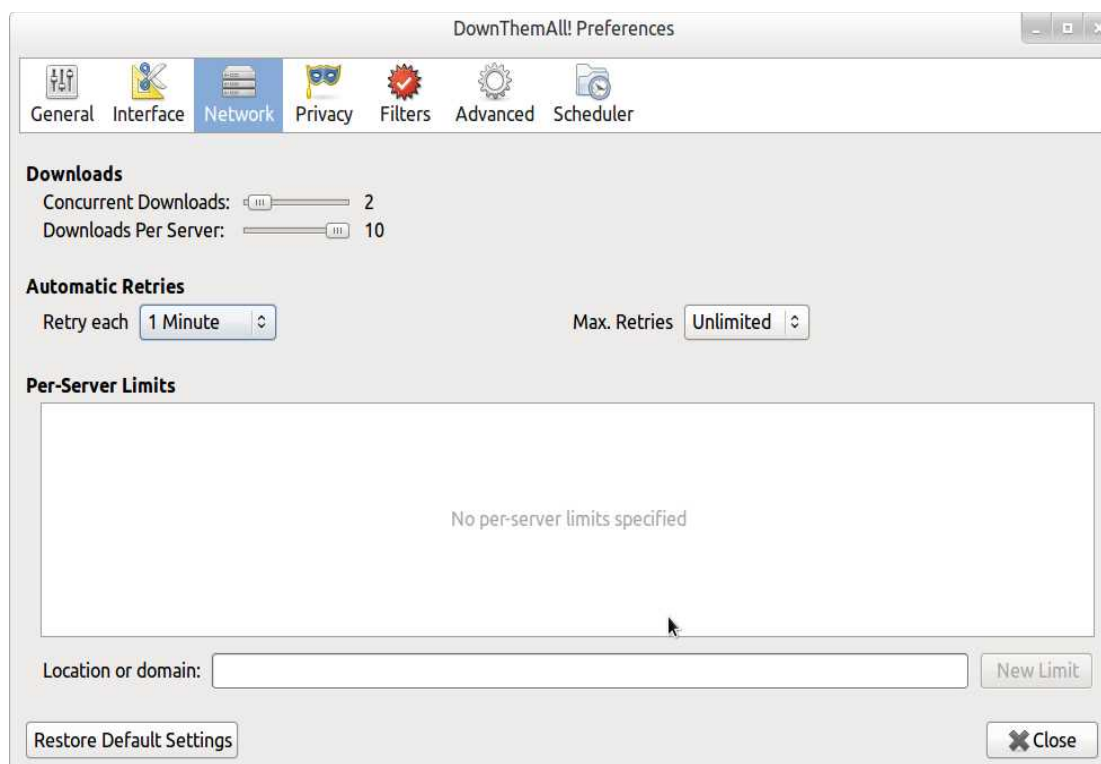 DownThemAll! Preferences
General Interface Network Privacy Filters Advanced Scheduler
Downloads
Concurrent Downloads: 2
Downloads Per Server: 10
Automatic Retries
Retry each 1 Minute Max. Retries Unlimited
Per-Server Limits
No per-server limits specified
Location or domain: New Limit
Restore Default Settings Close